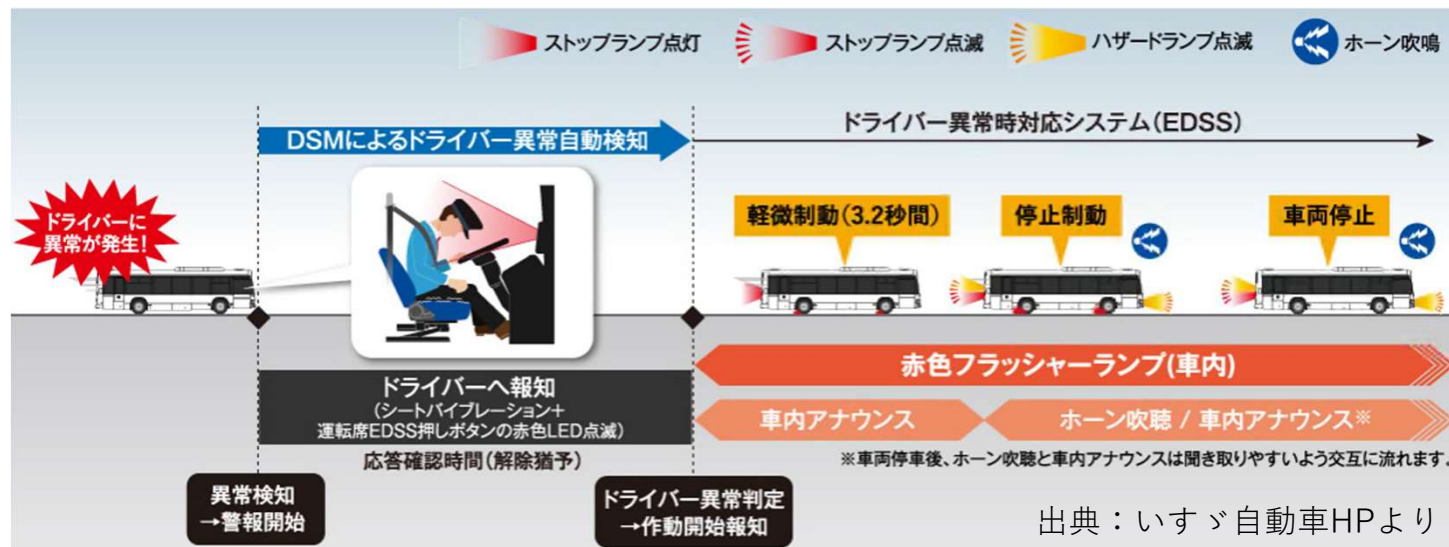 ストップランプ点灯
ストップランプ点滅
ハザードランプ点滅
ホーン吹鳴
DSMによるドライバー異常自動検知
ドライバー異常時対応システム(EDSS)
ドライバーに
異常が発生!
軽微制動(3.2秒間)
停止制動
車両停止
ドライバーへ報知
(シートバイブレーション+
運転席EDSS押しボタンの赤色LED点滅)
応答確認時間(解除猶予)
赤色フラッシャーランプ(車内)
車内アナウンス
ホーン吹聴 / 車内アナウンス※
※車両停車後、ホーン吹聴と車内アナウンスは聞き取りやすいよう交互に流れます。
異常検知
→警報開始
ドライバー異常判定
→作動開始報知
出典:いすゞ自動車HPより